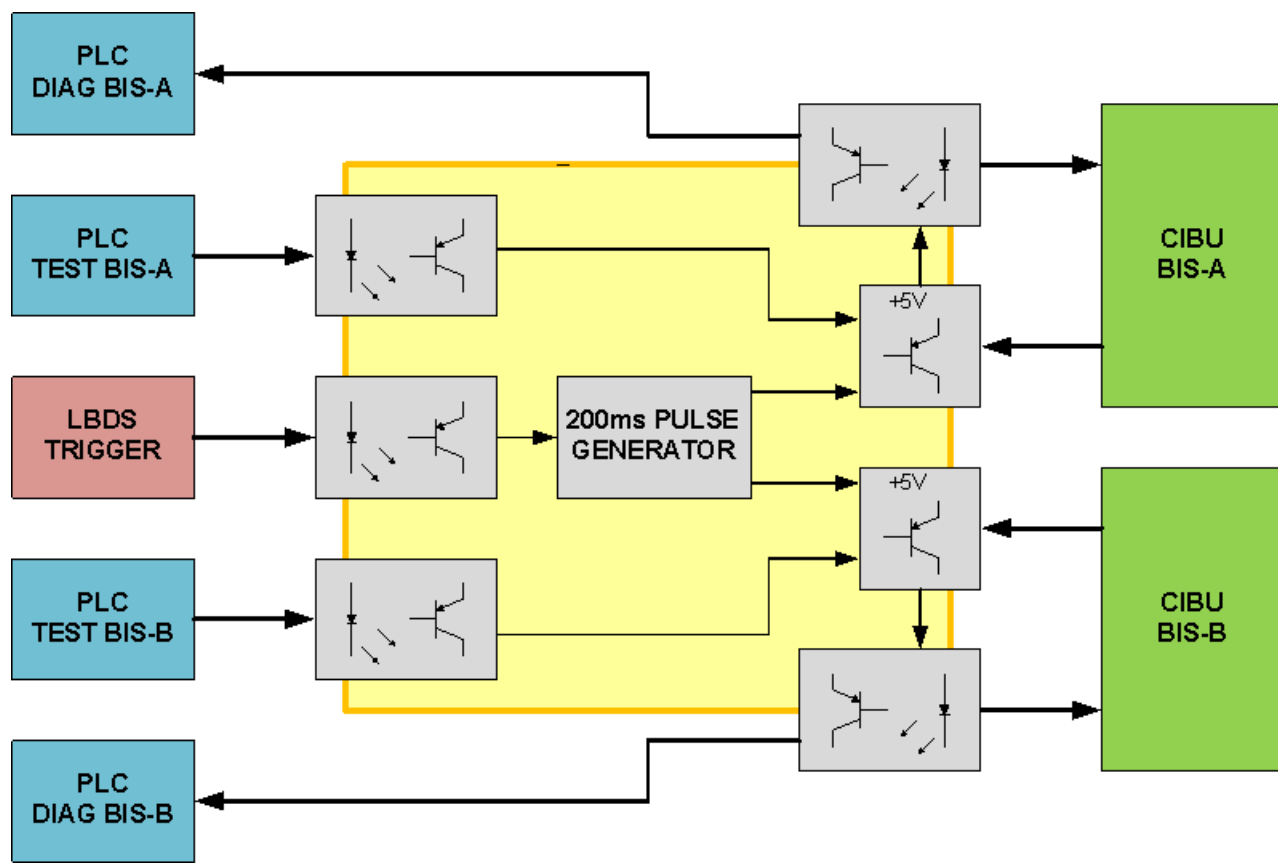 PLC
DIAG BIS-A
PLC
TEST BIS-A
LBDS
TRIGGER
PLC
TEST BIS-B
PLC
DIAG BIS-B
200ms PULSE
GENERATOR
+5V
+5V
CIBU
BIS-A
CIBU
BIS-B